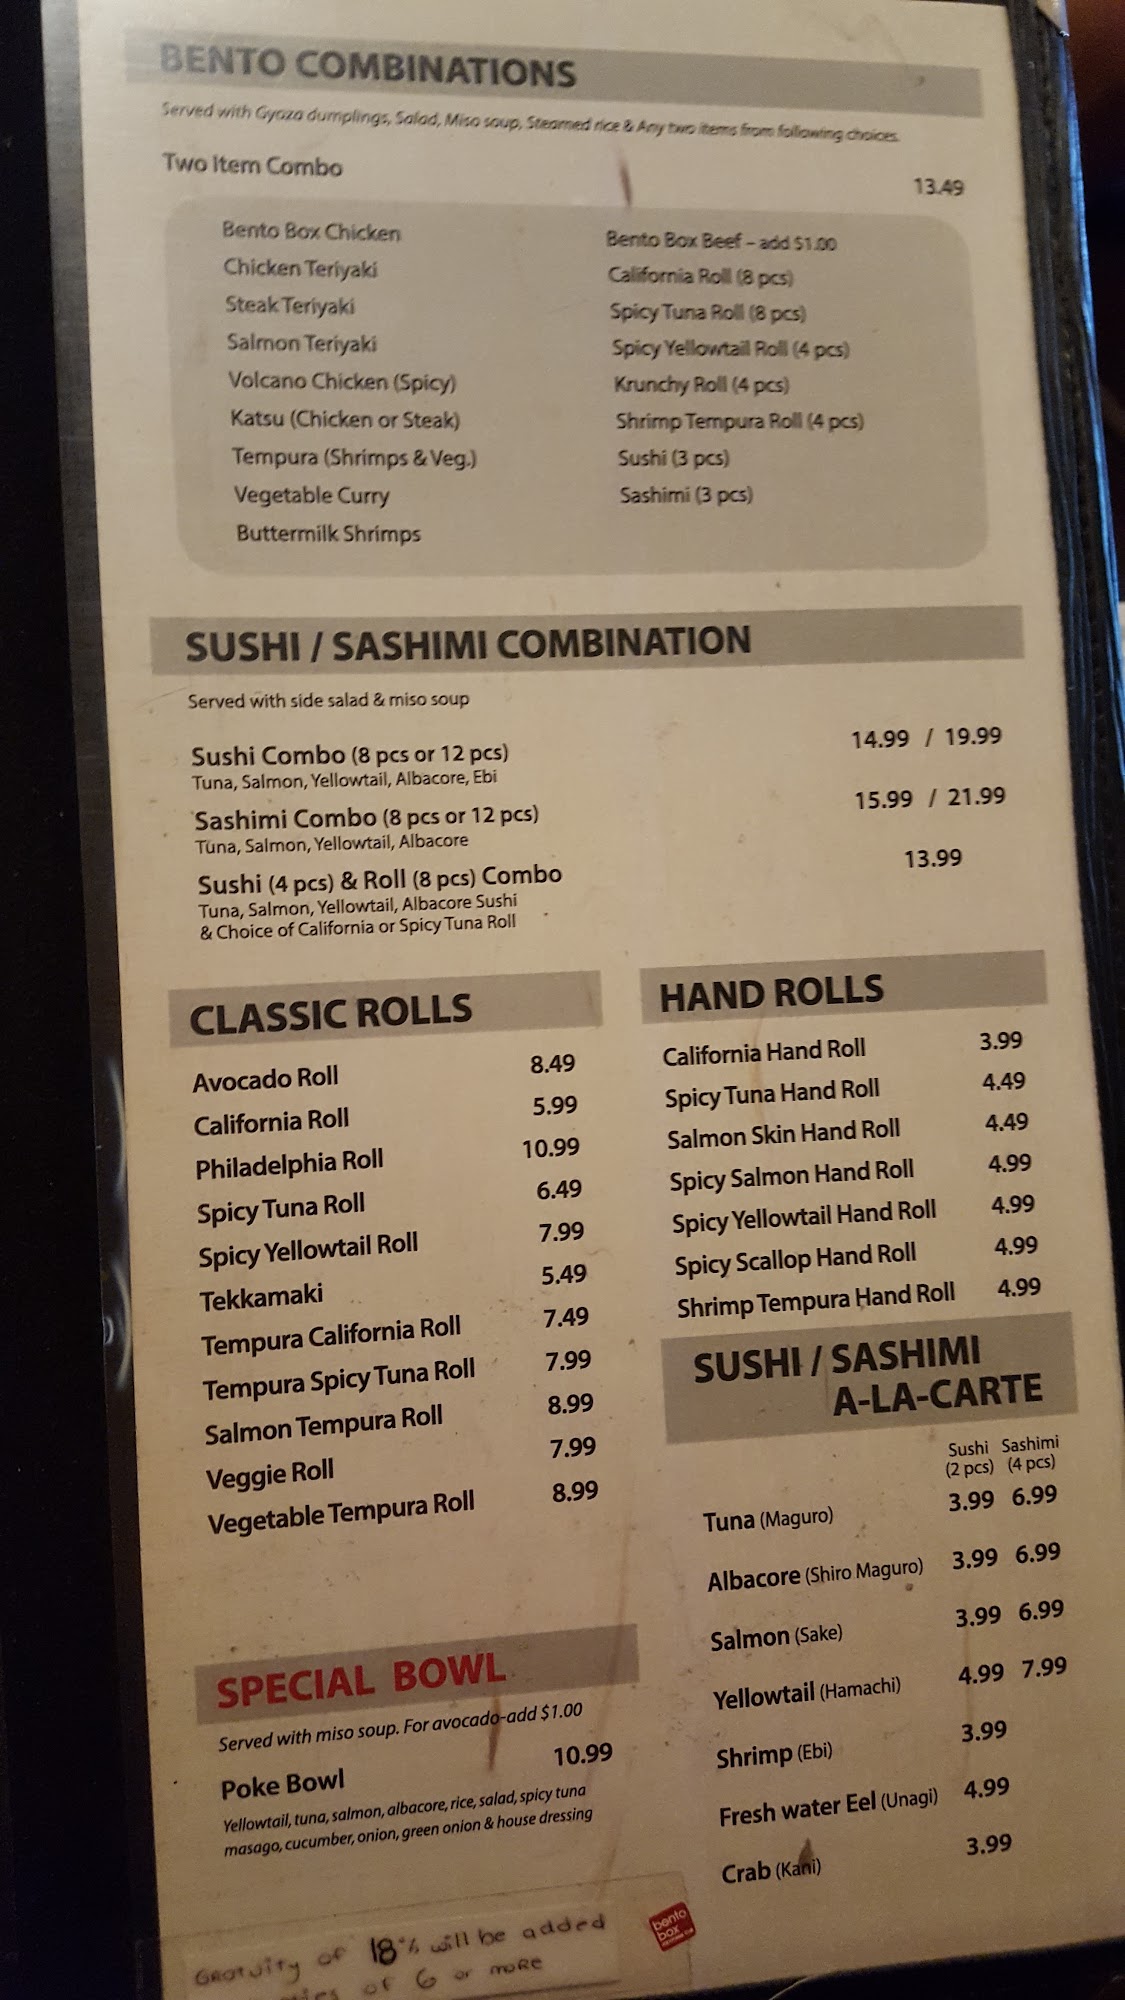 BENTO COMBINATIONS
Served with Gyoza dumplings, Salad, Miso soup, Steamed rice & Any two items from following choices.
Two Item Combo 13.49
Bento Box Chicken
Chicken Teriyaki
Steak Teriyaki
Salmon Teriyaki
Volcano Chicken (Spicy)
Katsu (Chicken or Steak)
Tempura (Shrimps & Veg.)
Vegetable Curry
Buttermilk Shrimps
Bento Box Beef – add $1.00
California Roll (8 pcs)
Spicy Tuna Roll (8 pcs)
Spicy Yellowtail Roll (4 pcs)
Krunchy Roll (4 pcs)
Shrimp Tempura Roll (4 pcs)
Sushi (3 pcs)
Sashimi (3 pcs)
SUSHI / SASHIMI COMBINATION
Served with side salad & miso soup
Sushi Combo (8 pcs or 12 pcs) 14.99 / 19.99
Tuna, Salmon, Yellowtail, Albacore, Ebi
Sashimi Combo (8 pcs or 12 pcs) 15.99 / 21.99
Tuna, Salmon, Yellowtail, Albacore
Sushi (4 pcs) & Roll (8 pcs) Combo 13.99
Tuna, Salmon, Yellowtail, Albacore Sushi
& Choice of California or Spicy Tuna Roll
CLASSIC ROLLS
Avocado Roll 8.49
California Roll 5.99
Philadelphia Roll 10.99
Spicy Tuna Roll 6.49
Spicy Yellowtail Roll 7.99
Tekkamaki 5.49
Tempura California Roll 7.49
Tempura Spicy Tuna Roll 7.99
Salmon Tempura Roll 8.99
Veggie Roll 7.99
Vegetable Tempura Roll 8.99
SPECIAL BOWL
Served with miso soup. For avocado-add $1.00
Poke Bowl 10.99
Yellowtail, tuna, salmon, albacore, rice, salad, spicy tuna
masago, cucumber, onion, green onion & house dressing
HAND ROLLS
California Hand Roll 3.99
Spicy Tuna Hand Roll 4.49
Salmon Skin Hand Roll 4.49
Spicy Salmon Hand Roll 4.99
Spicy Yellowtail Hand Roll 4.99
Spicy Scallop Hand Roll 4.99
Shrimp Tempura Hand Roll 4.99
SUSHI / SASHIMI
A-LA-CARTE
Sushi Sashimi
(2 pcs) (4 pcs)
Tuna (Maguro) 3.99 6.99
Albacore (Shiro Maguro) 3.99 6.99
Salmon (Sake) 3.99 6.99
Yellowtail (Hamachi) 4.99 7.99
Shrimp (Ebi) 3.99
Fresh water Eel (Unagi) 4.99
Crab (Kani) 3.99
Gratuity of 18% will be added
of 6 or more
bento
box